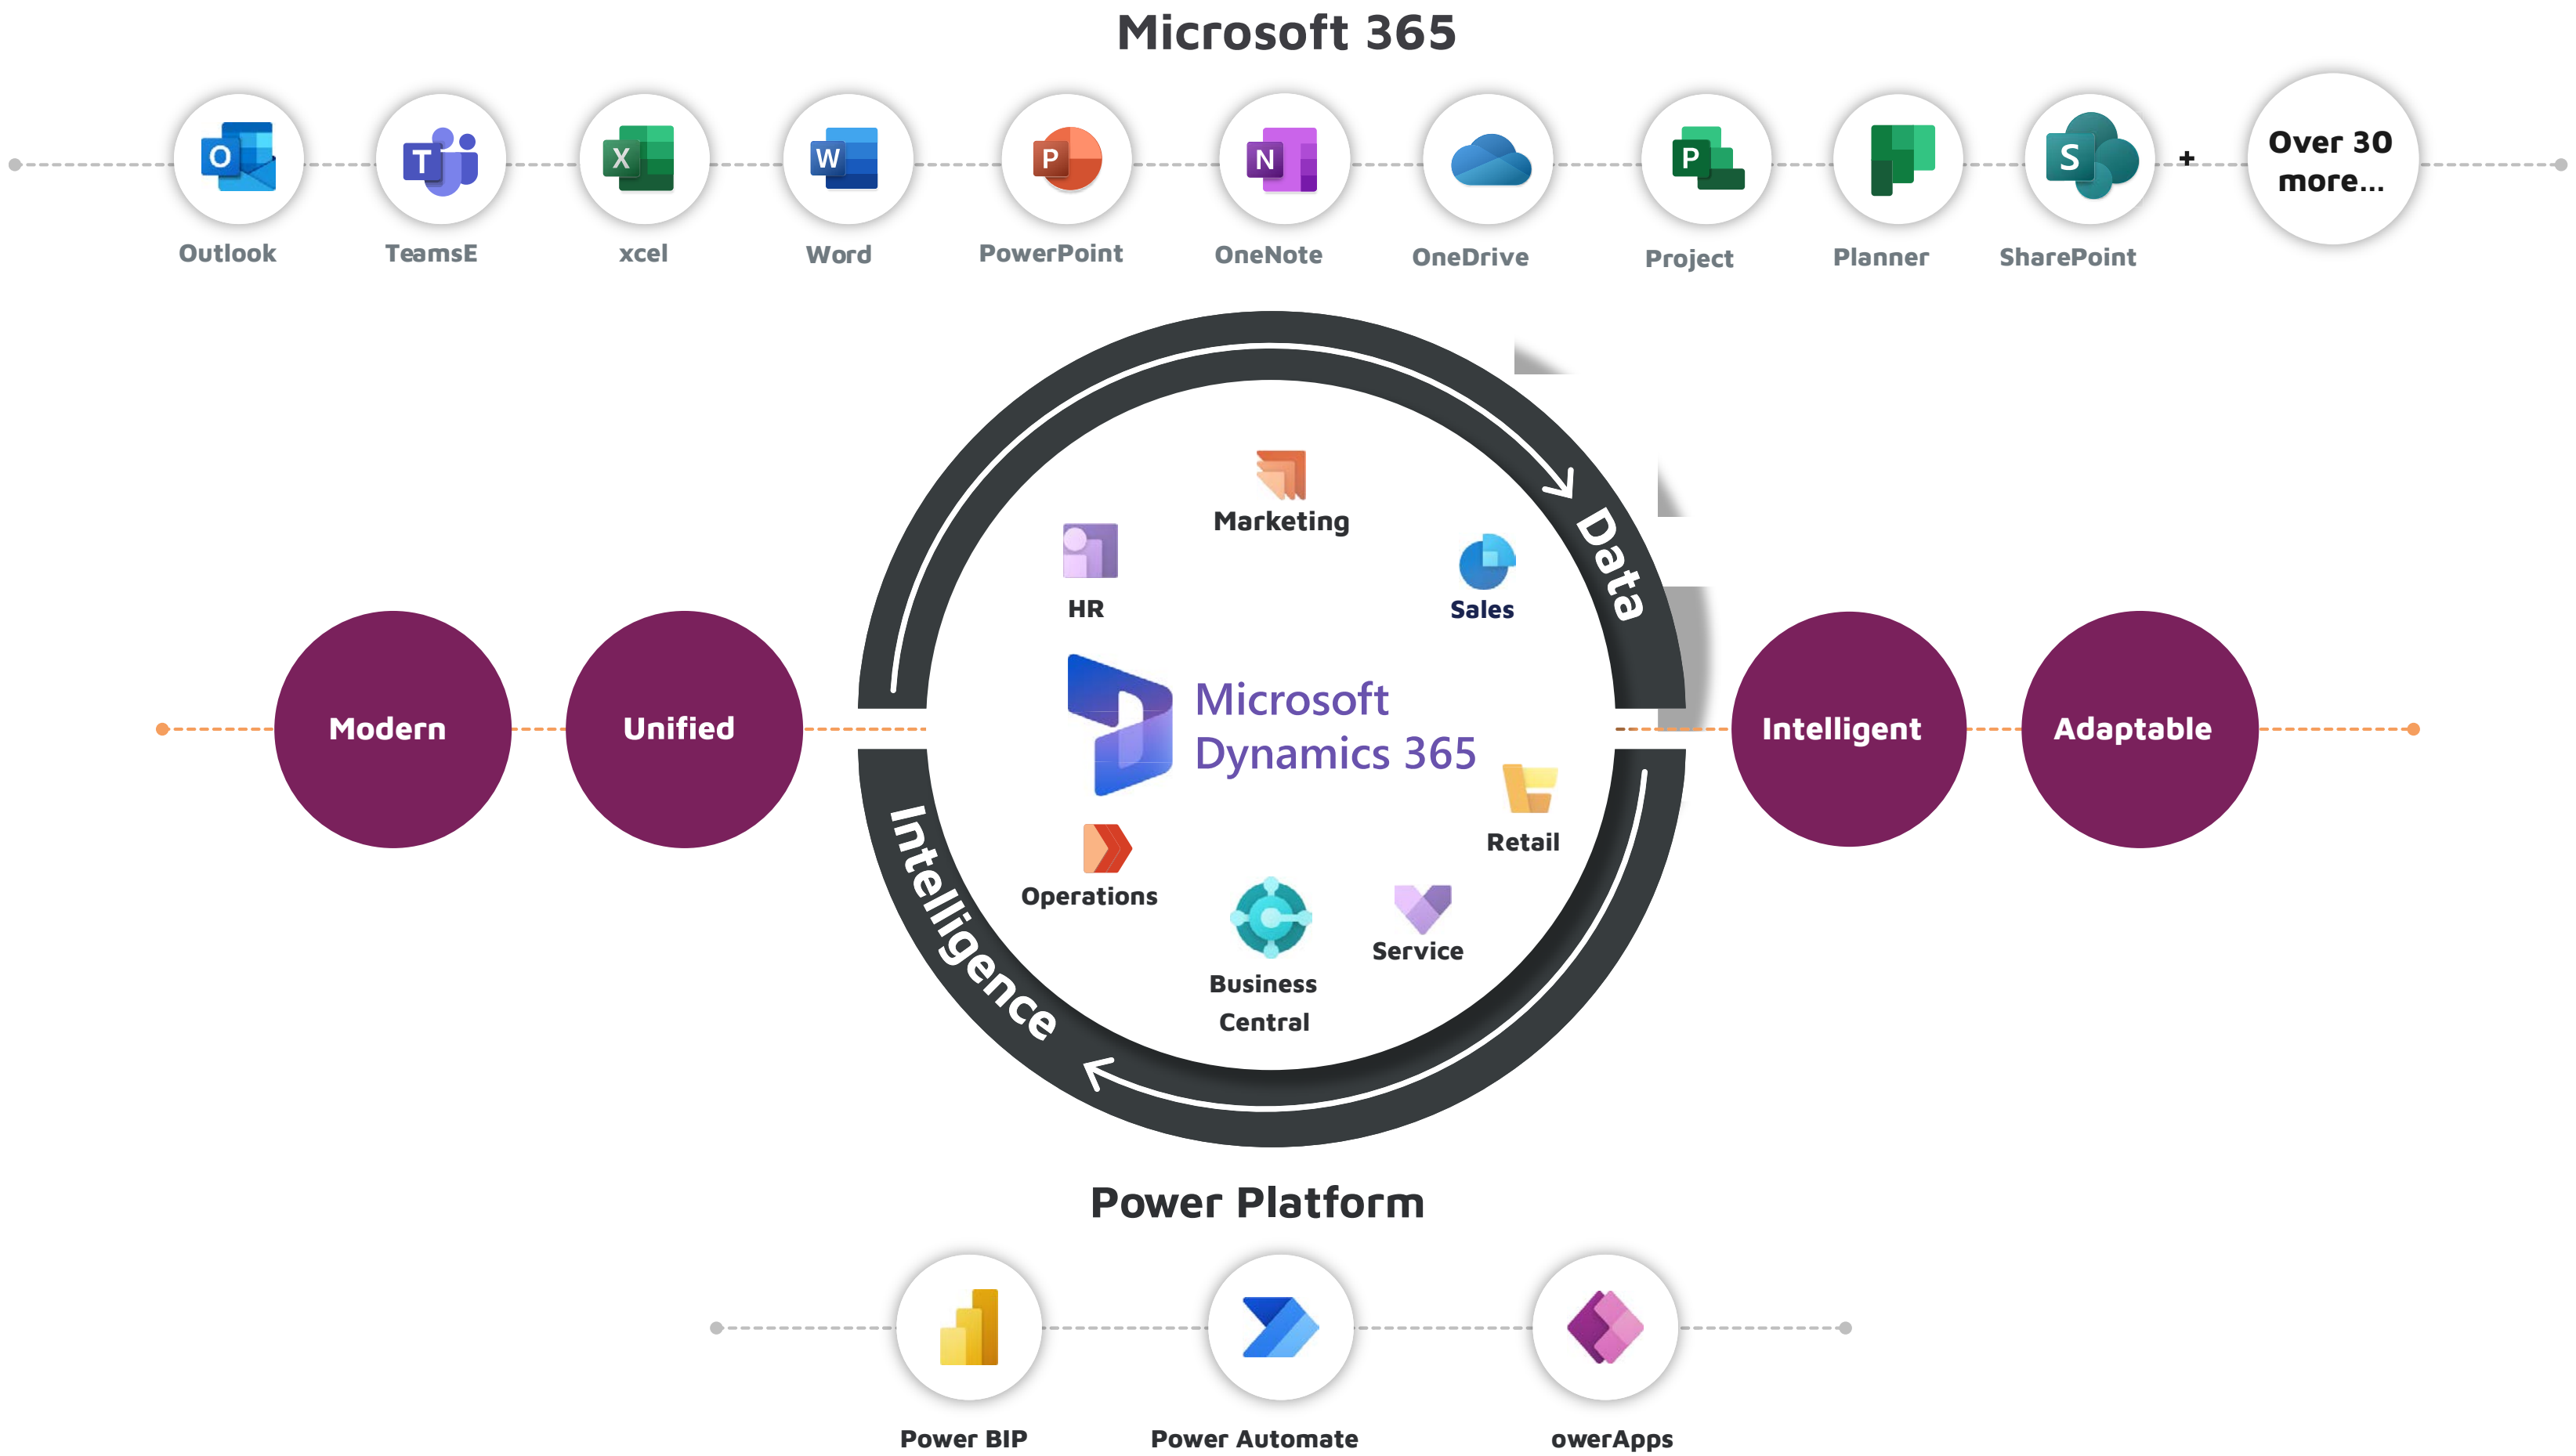 Microsoft 365
O
T
X
W
P
N
P
S
+
Over 30
more...
Outlook
TeamsE
xcel
Word
PowerPoint
OneNote
OneDrive
Project
Planner
SharePoint
Data
Marketing
HR
Sales
Modern
Unified
Microsoft
Dynamics 365
Intelligent
Adaptable
Retail
Operations
Service
Business
Central
Intelligence
Power Platform
Power BIP
Power Automate
owerApps